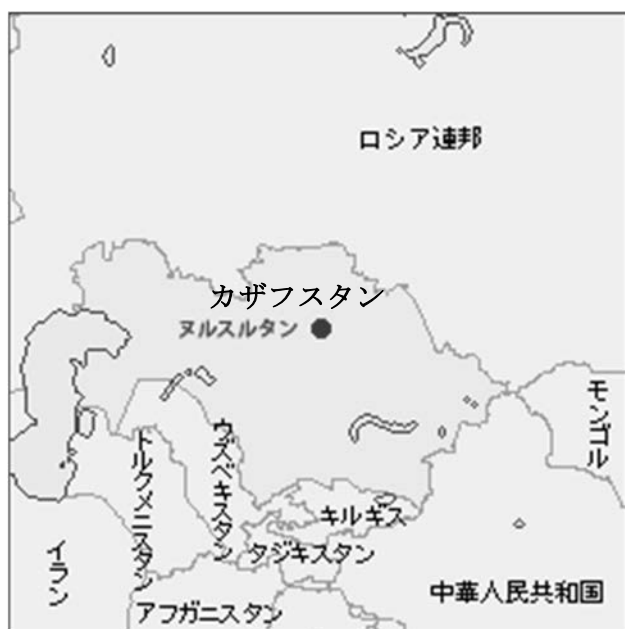 ロシア連邦
カザフスタン
ヌルスルタン
モンゴル
ウズベキスタン
トルクメニスタン
キルギス
タジキスタン
イラン
中華人民共和国
アフガニスタン